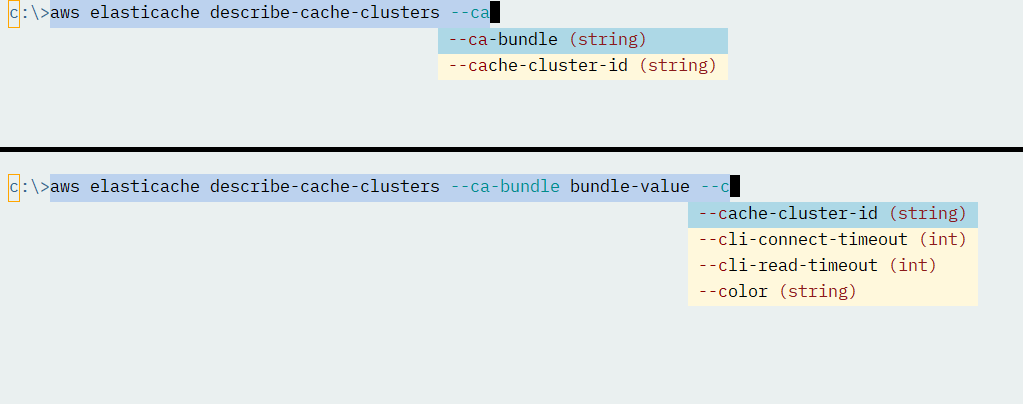 c:\>aws elasticache describe-cache-clusters --ca
--ca-bundle (string)
--cache-cluster-id (string)
c:\>aws elasticache describe-cache-clusters --ca-bundle bundle-value --c
--cache-cluster-id (string)
--cli-connect-timeout (int)
--cli-read-timeout (int)
--color (string)